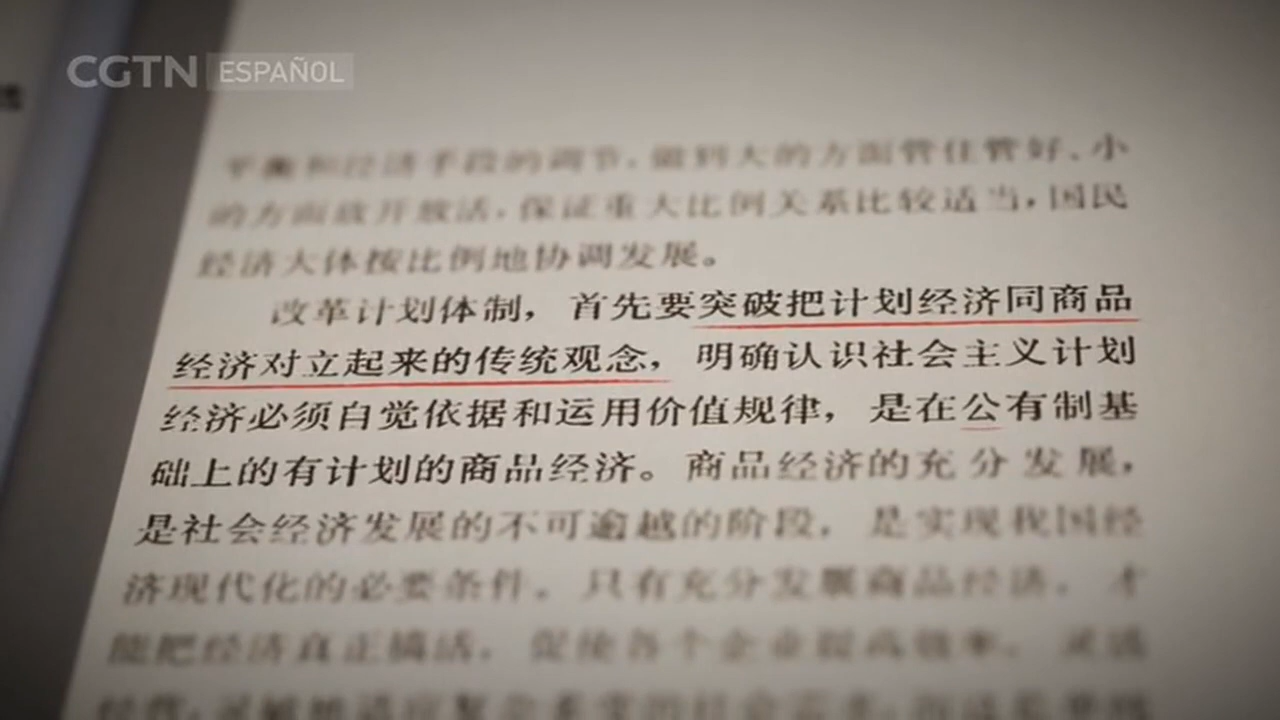 CGTN ESPAÑOL
平衡和经济手段的调节，做到大的方面管住管好、小
的方面放开放活，保证重大比例关系比较适当，国民
经济大体按比例地协调发展。
改革计划体制，首先要突破把计划经济同商品
经济对立起来的传统观念，明确认识社会主义计划
经济必须自觉依据和运用价值规律，是在公有制基
础上的有计划的商品经济。商品经济的充分发展，
是社会经济发展的不可逾越的阶段，是实现我国经
济现代化的必要条件。只有充分发展商品经济，才
能把经济真正搞活，促使各个企业提高效率，灵活